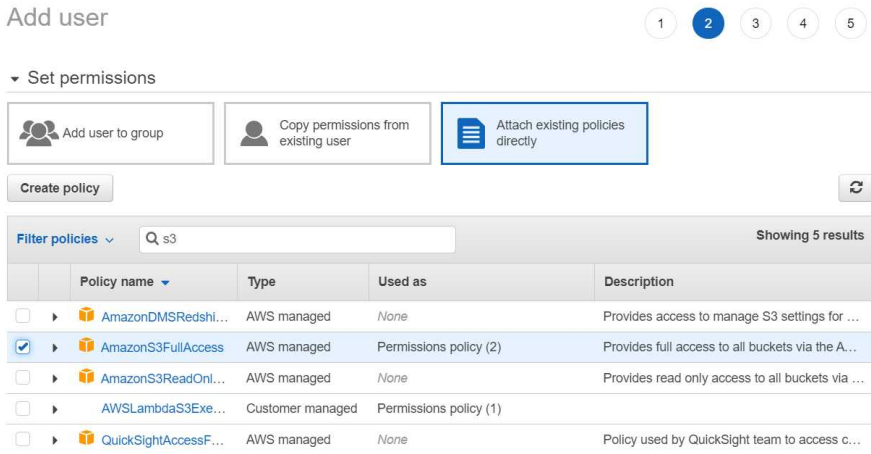 Add user
1 2 3 4 5
Set permissions
Add user to group
Copy permissions from
existing user
Attach existing policies
directly
Create policy
Filter policies
s3
Showing 5 results
Policy name Type Used as Description
AmazonDMSRedshi... AWS managed None Provides access to manage S3 settings for ...
AmazonS3FullAccess AWS managed Permissions policy (2) Provides full access to all buckets via the A...
AmazonS3ReadOnl... AWS managed None Provides read only access to all buckets via ...
AWSLambdaS3Exe... Customer managed Permissions policy (1)
QuickSightAccessF... AWS managed None Policy used by QuickSight team to access c...